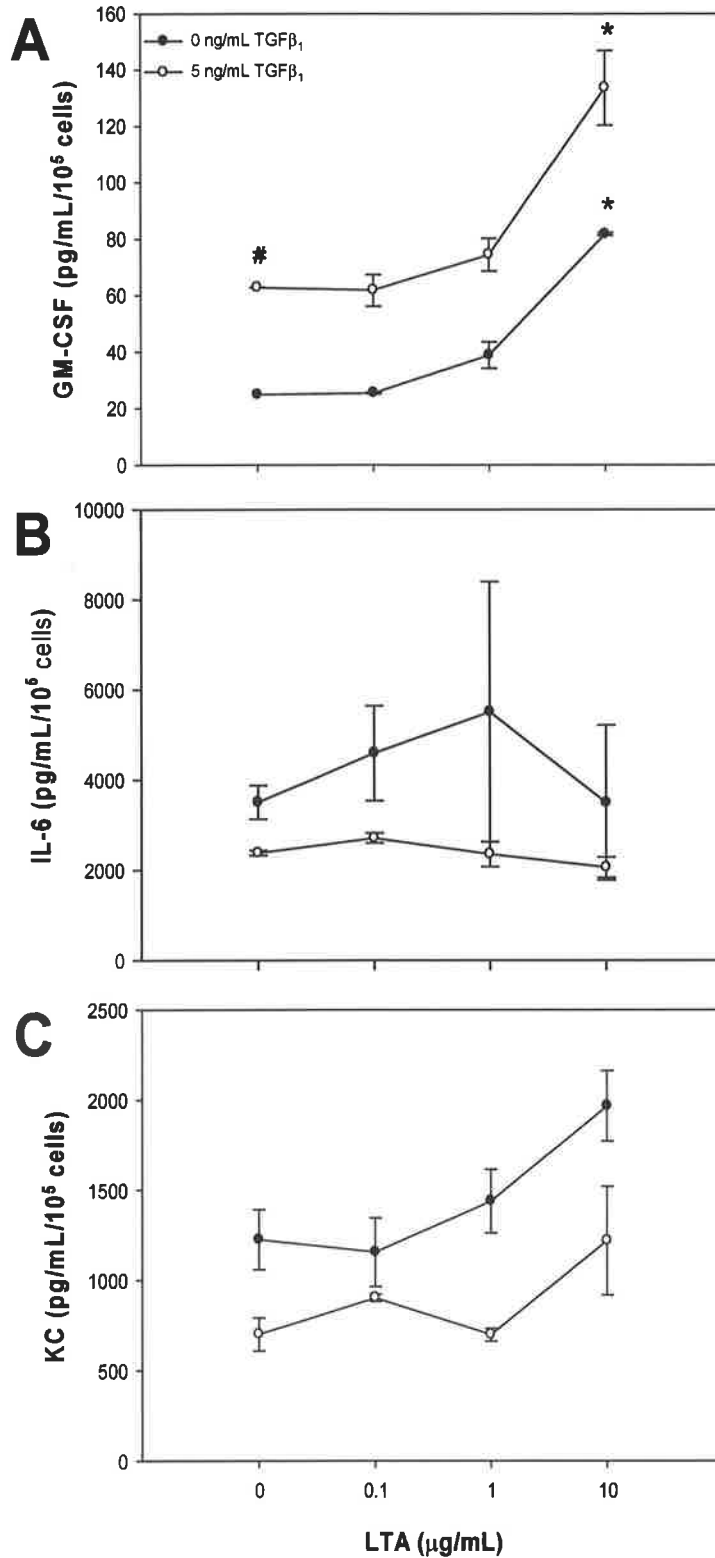 A
GM-CSF (pg/mL/10⁵ cells)
160
140
120
100
80
60
40
20
0
0 ng/mL TGFβ₁
5 ng/mL TGFβ₁
*
*
#
B
IL-6 (pg/mL/10⁵ cells)
10000
8000
6000
4000
2000
0
C
KC (pg/mL/10⁵ cells)
2500
2000
1500
1000
500
0
0 0.1 1 10
LTA (μg/mL)